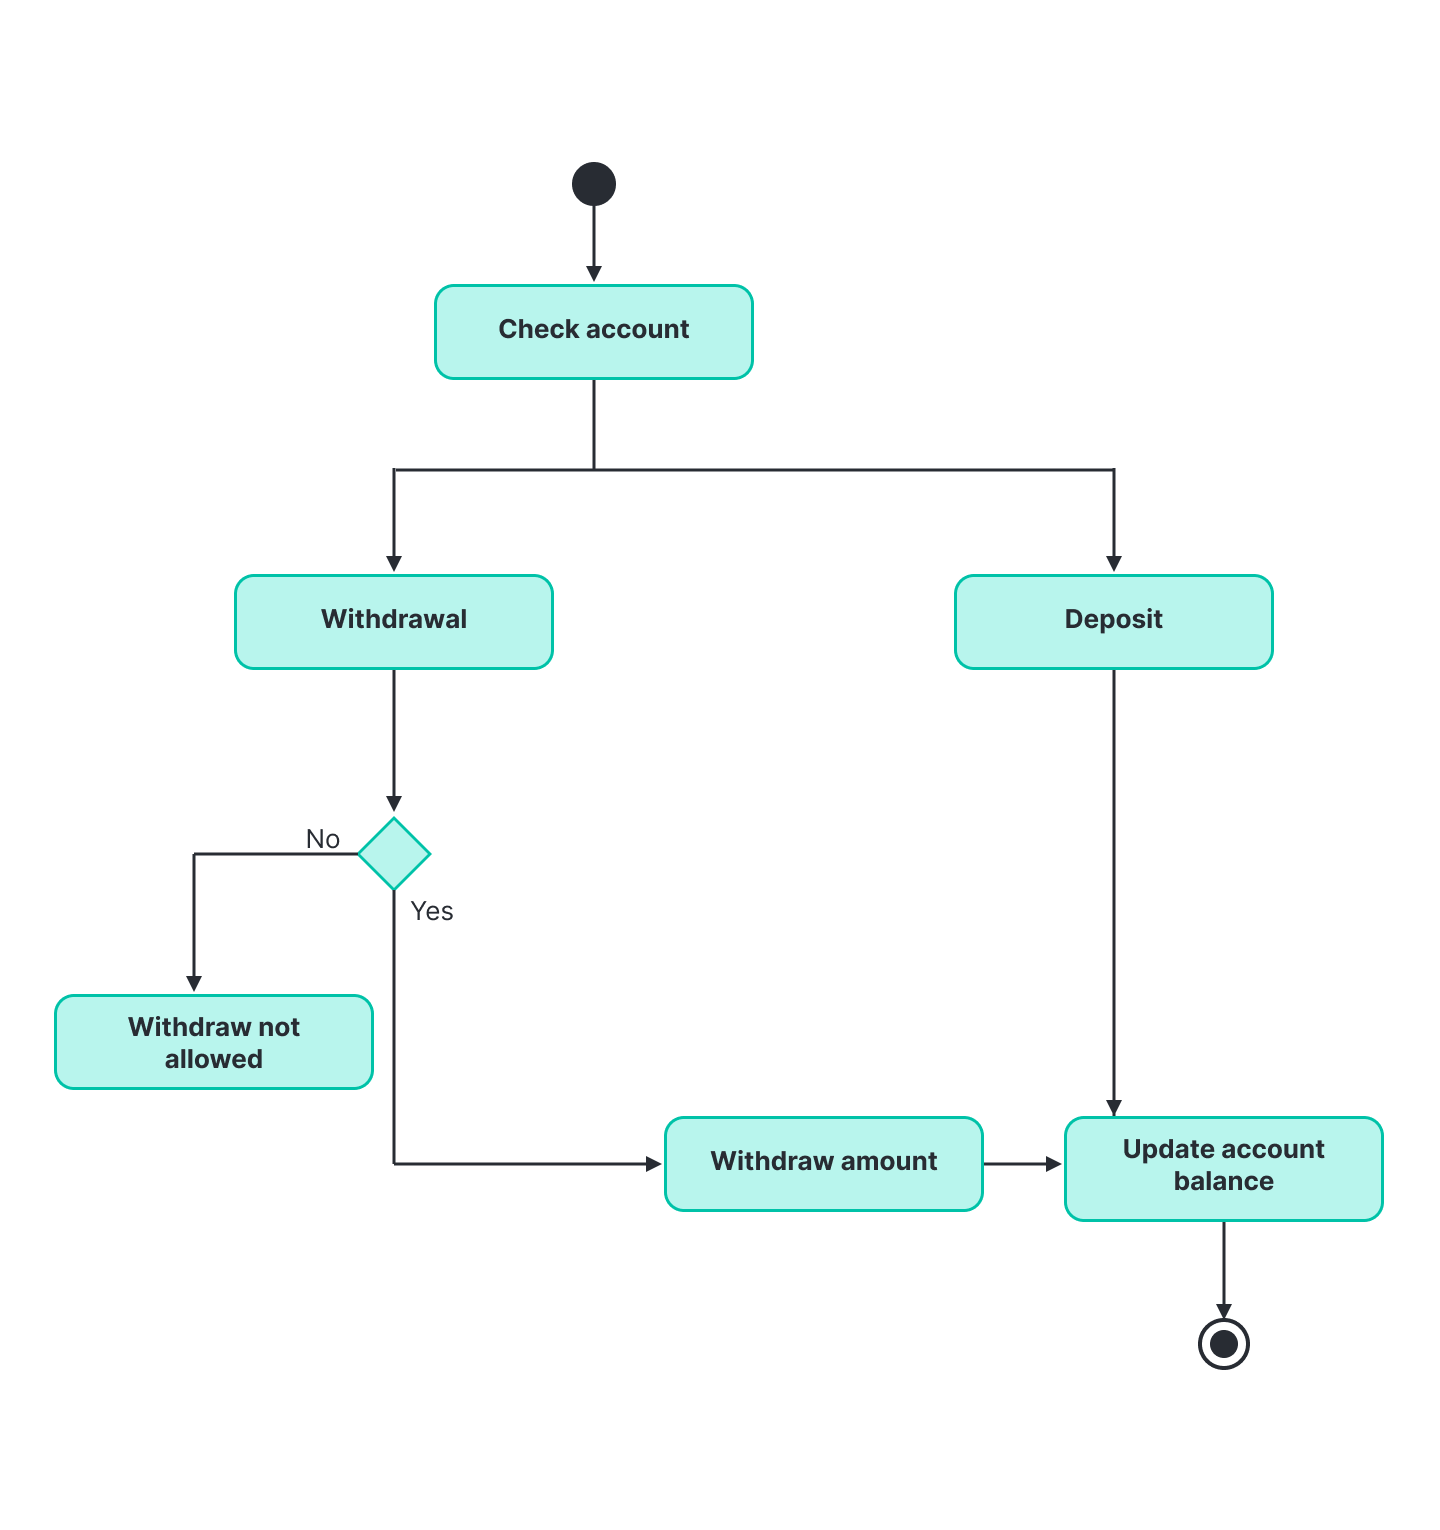 Check account
Withdrawal
Deposit
No
Yes
Withdraw not
allowed
Withdraw amount
Update account
balance